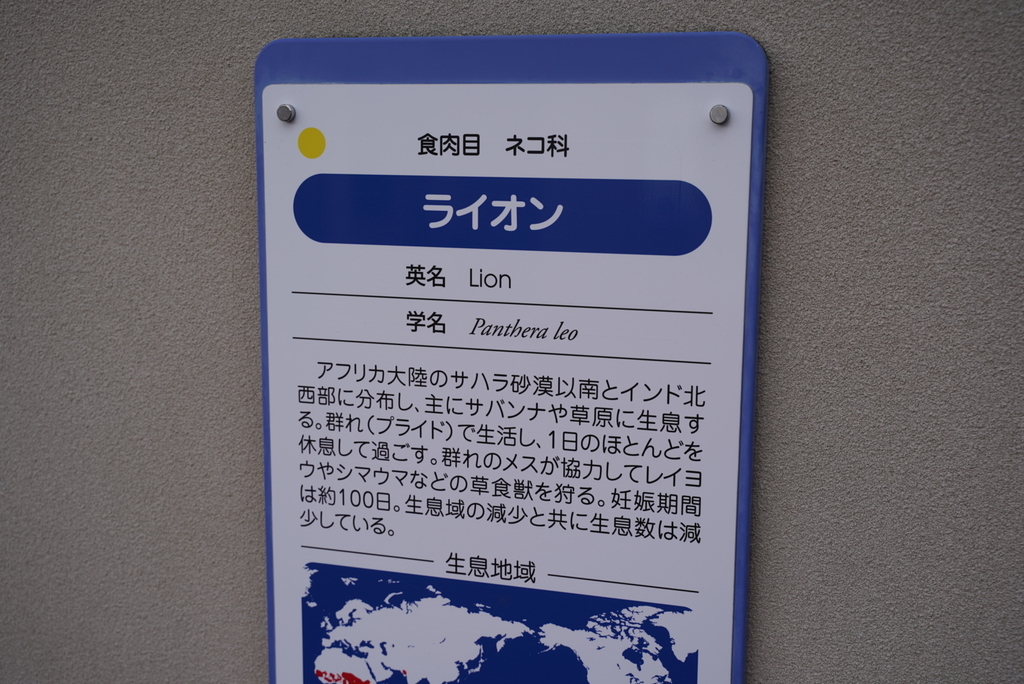 食肉目 ネコ科
ライオン
英名 Lion
学名 Panthera leo
アフリカ大陸のサハラ砂漠以南とインド北
西部に分布し、主にサバンナや草原に生息す
る。群れ(プライド)で生活し、1日のほとんどを
休息して過ごす。群れのメスが協力してレイヨ
ウやシマウマなどの草食獣を狩る。妊娠期間
は約100日。生息域の減少と共に生息数は減
少している。
生息地域